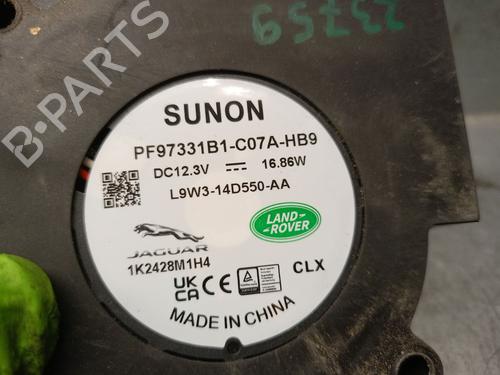 23759
SUNON
PF97331B1-C07A-HB9
DC12.3V 16.86W
L9W3-14D550-AA
JAGUAR
LAND-
ROVER
1K2428M1H4
UK
CA
CE
CLX
MADE IN CHINA
B-PARTS